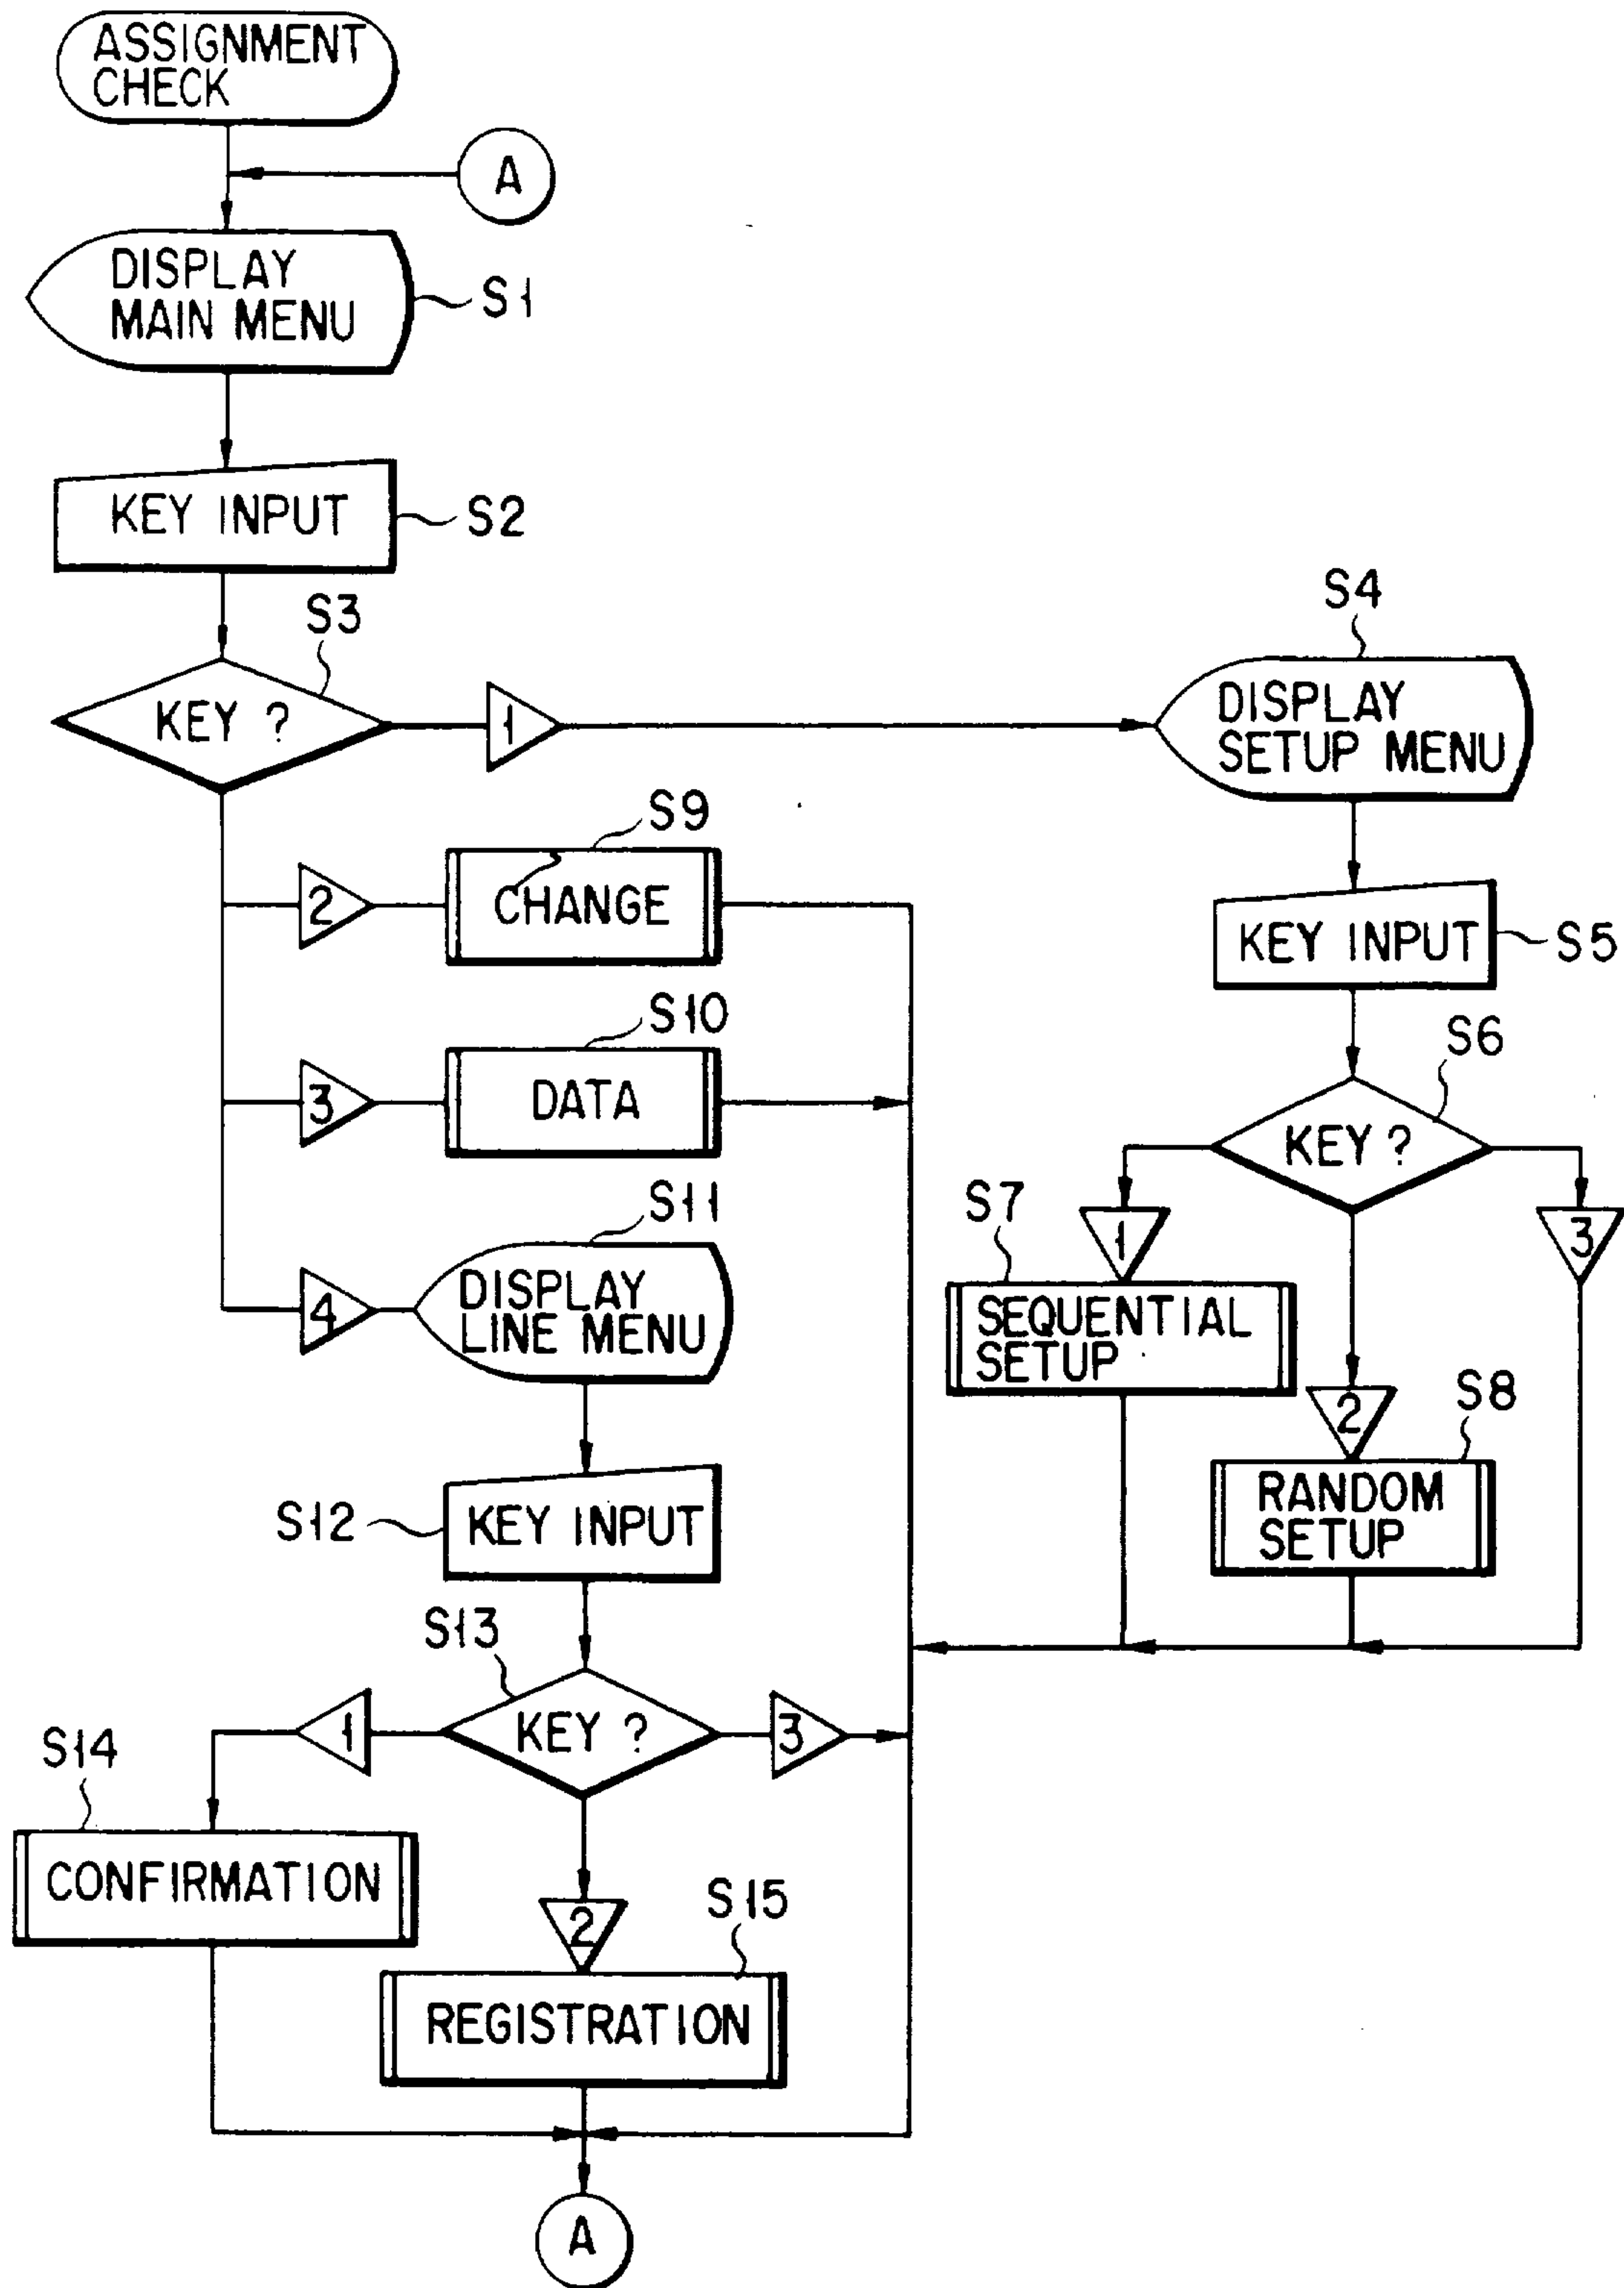 ASSIGNMENT
CHECK
A
DISPLAY
MAIN MENU
S1
KEY INPUT
S2
S3
KEY ?
1
S4
DISPLAY
SETUP MENU
KEY INPUT
S5
S6
KEY ?
1
2
3
S7
SEQUENTIAL
SETUP
S8
RANDOM
SETUP
2
S9
CHANGE
3
S10
DATA
4
S11
DISPLAY
LINE MENU
S12
KEY INPUT
S13
KEY ?
1
3
S14
CONFIRMATION
2
S15
REGISTRATION
A